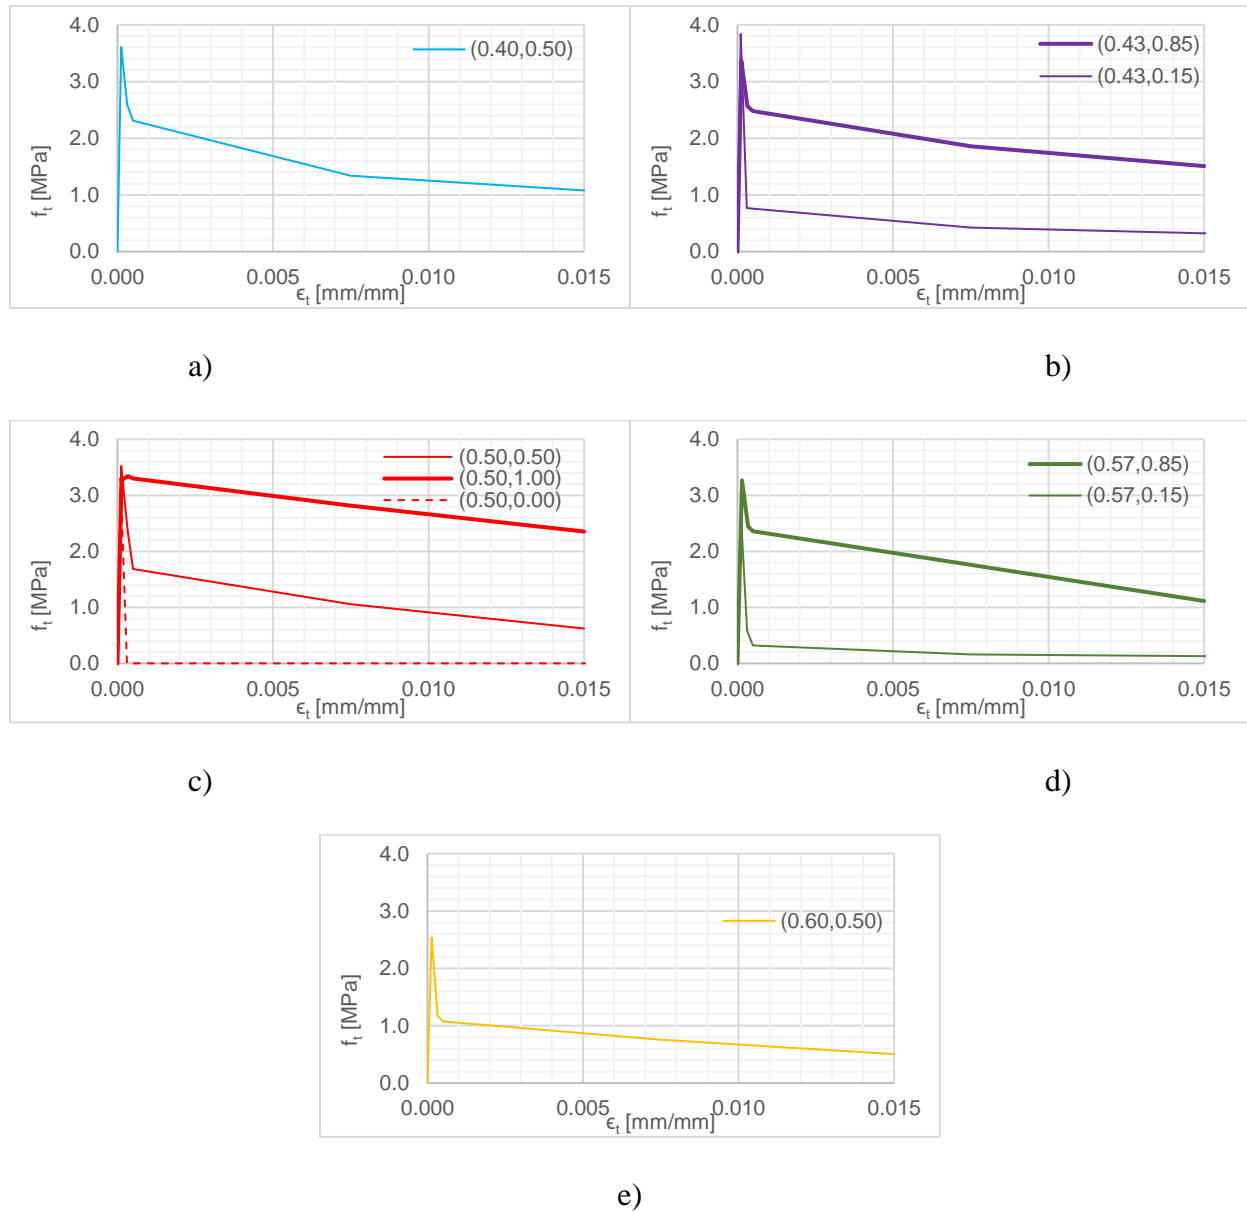 4.0
3.0
2.0
1.0
0.0
f_t [MPa]
(0.40,0.50)
0.000 0.005 0.010 0.015
ϵ_t [mm/mm]
a)
4.0
3.0
2.0
1.0
0.0
f_t [MPa]
(0.43,0.85)
(0.43,0.15)
0.000 0.005 0.010 0.015
ϵ_t [mm/mm]
b)
4.0
3.0
2.0
1.0
0.0
f_t [MPa]
(0.50,0.50)
(0.50,1.00)
(0.50,0.00)
0.000 0.005 0.010 0.015
ϵ_t [mm/mm]
c)
4.0
3.0
2.0
1.0
0.0
f_t [MPa]
(0.57,0.85)
(0.57,0.15)
0.000 0.005 0.010 0.015
ϵ_t [mm/mm]
d)
4.0
3.0
2.0
1.0
0.0
f_t [MPa]
(0.60,0.50)
0.000 0.005 0.010 0.015
ϵ_t [mm/mm]
e)